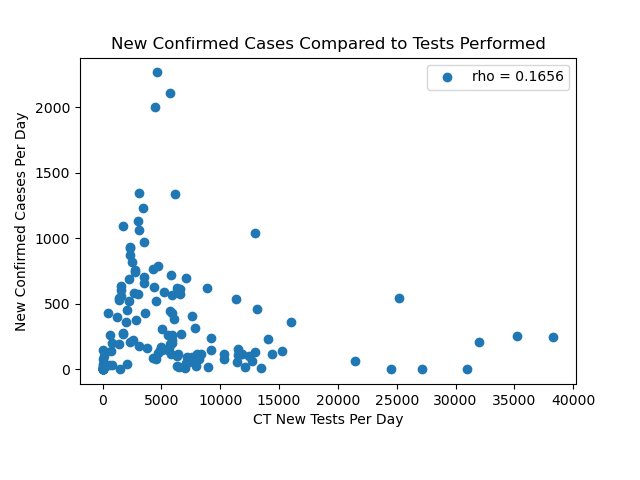 New Confirmed Cases Compared to Tests Performed
rho = 0.1656
New Confirmed Caeses Per Day
2000
1500
1000
500
0
0 5000 10000 15000 20000 25000 30000 35000 40000
CT New Tests Per Day